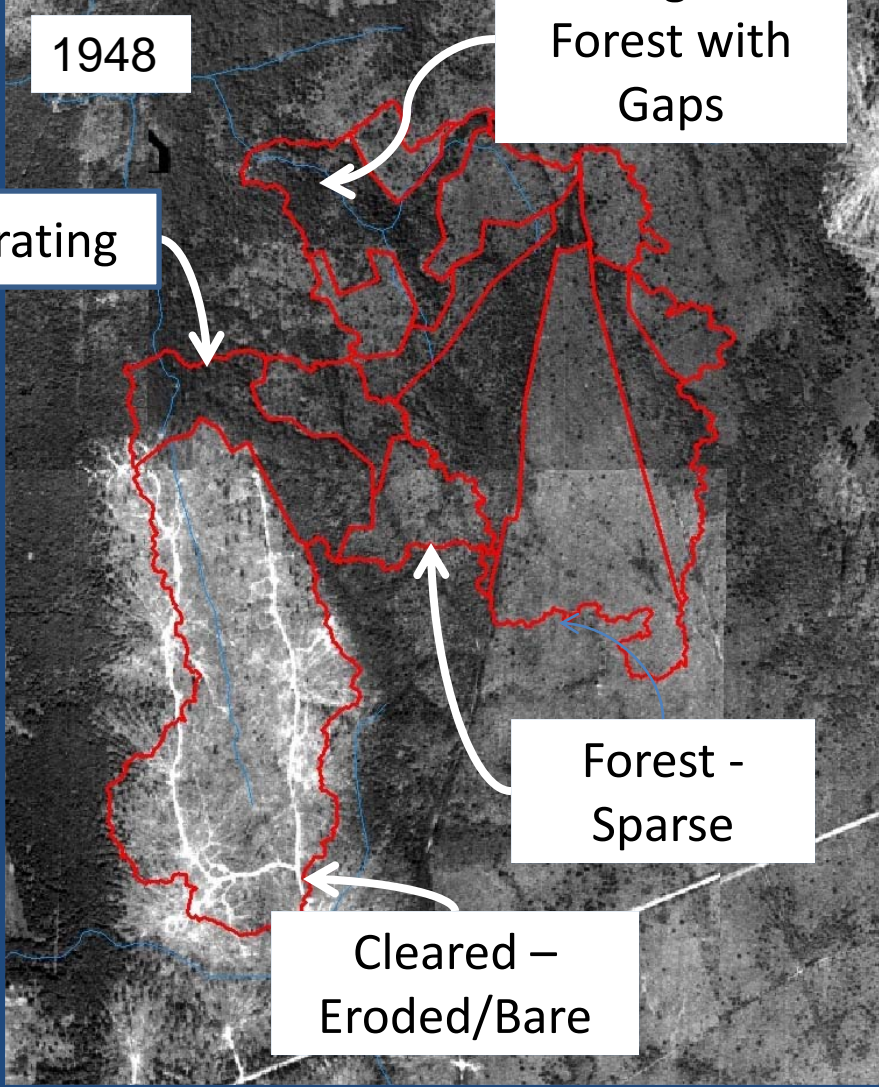 1948
Forest with
Gaps
rating
Forest -
Sparse
Cleared –
Eroded/Bare